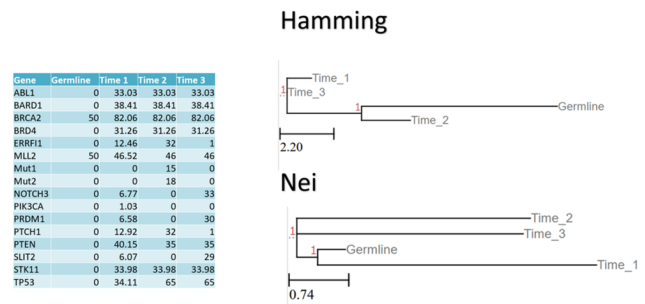 Hamming
Gene Germline Time 1 Time 2 Time 3
ABL1 0 33.03 33.03 33.03
BARD1 0 38.41 38.41 38.41
BRCA2 50 82.06 82.06 82.06
BRD4 0 31.26 31.26 31.26
ERRFI1 0 12.46 32 1
MLL2 50 46.52 46 46
Mut1 0 0 15 0
Mut2 0 0 18 0
NOTCH3 0 6.77 0 33
PIK3CA 0 1.03 0 0
PRDM1 0 6.58 0 30
PTCH1 0 12.92 32 1
PTEN 0 40.15 35 35
SLIT2 0 6.07 0 29
STK11 0 33.98 33.98 33.98
TP53 0 34.11 65 65
Time_1
1
Time_3
1
Germline
Time_2
2.20
Nei
Time_2
1
Time_3
1
Germline
Time_1
0.74